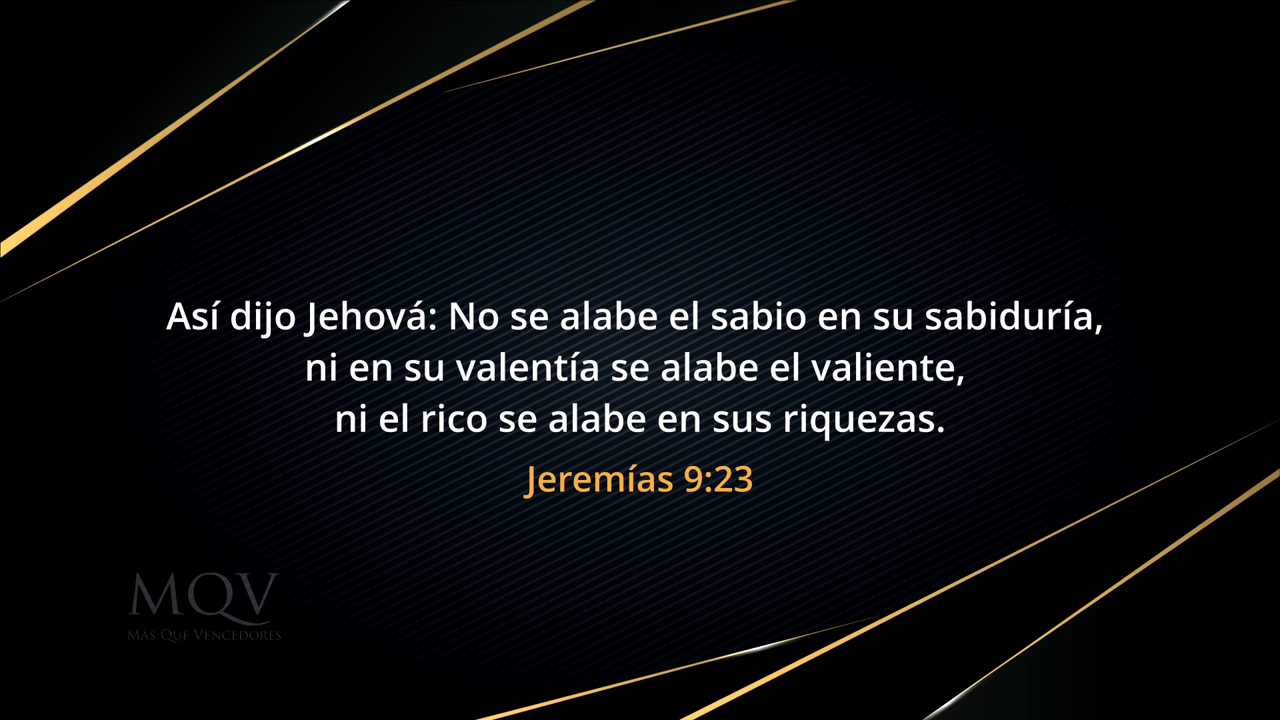 Así dijo Jehová: No se alabe el sabio en su sabiduría,
ni en su valentía se alabe el valiente,
ni el rico se alabe en sus riquezas.
Jeremías 9:23
MQV
Más Que Vencedores